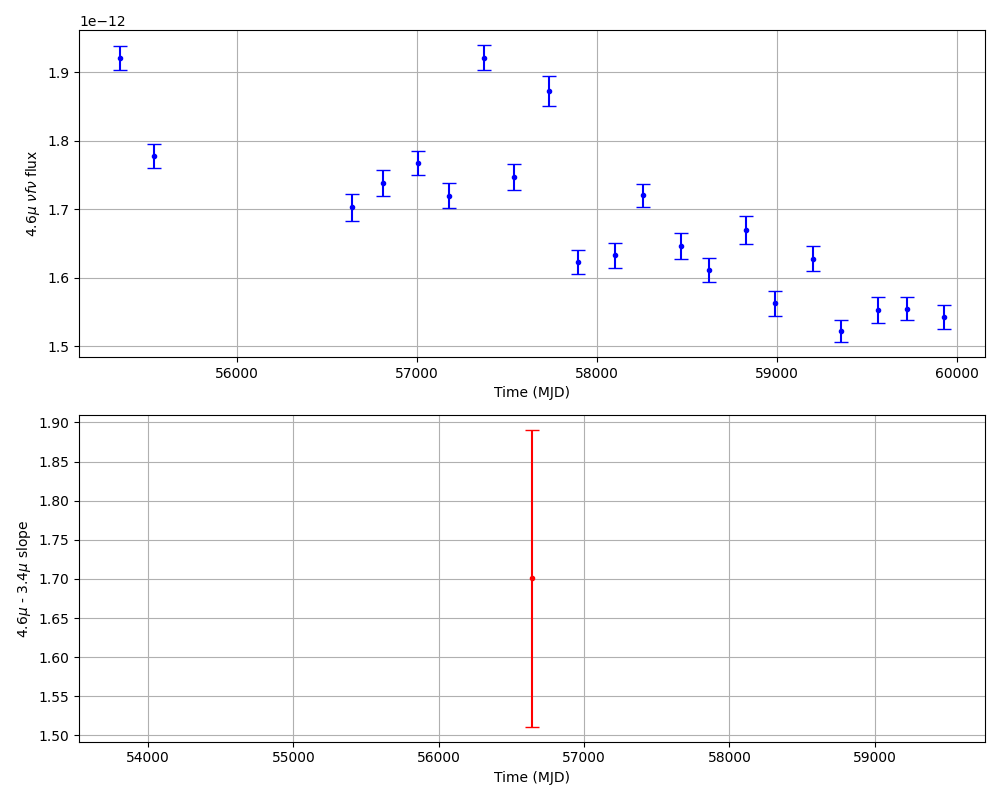 1e−12
1.9
1.8
1.7
1.6
1.5
4.6μ νfν flux
56000 57000 58000 59000 60000
Time (MJD)
1.90
1.85
1.80
1.75
1.70
1.65
1.60
1.55
1.50
4.6μ - 3.4μ slope
54000 55000 56000 57000 58000 59000
Time (MJD)